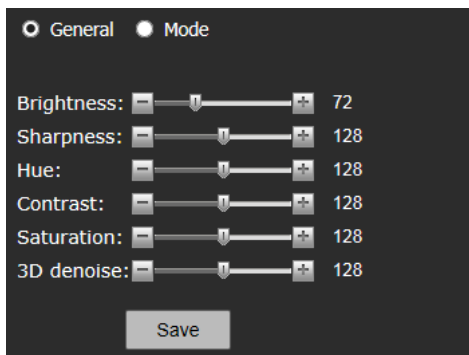 General Mode
Brightness: 72
Sharpness: 128
Hue: 128
Contrast: 128
Saturation: 128
3D denoise: 128
Save